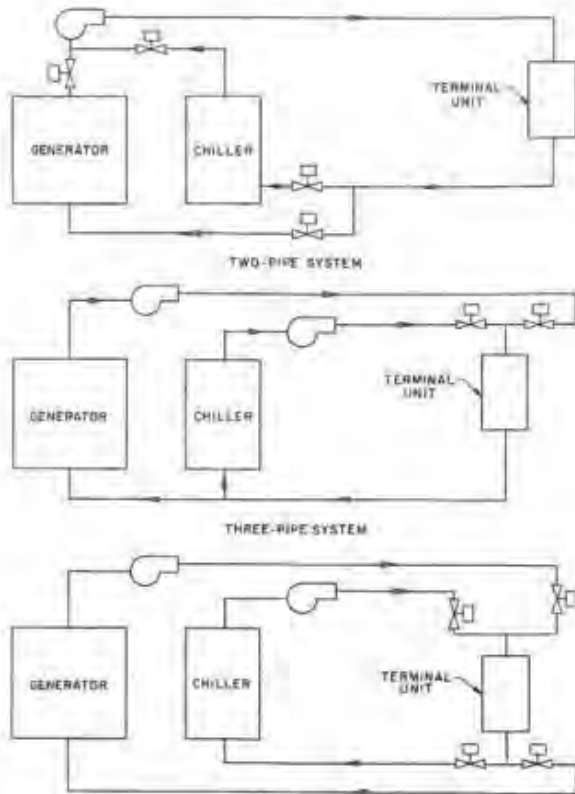 TERMINAL
UNIT
GENERATOR
CHILLER
TWO-PIPE SYSTEM
GENERATOR
CHILLER
TERMINAL
UNIT
THREE-PIPE SYSTEM
GENERATOR
CHILLER
TERMINAL
UNIT